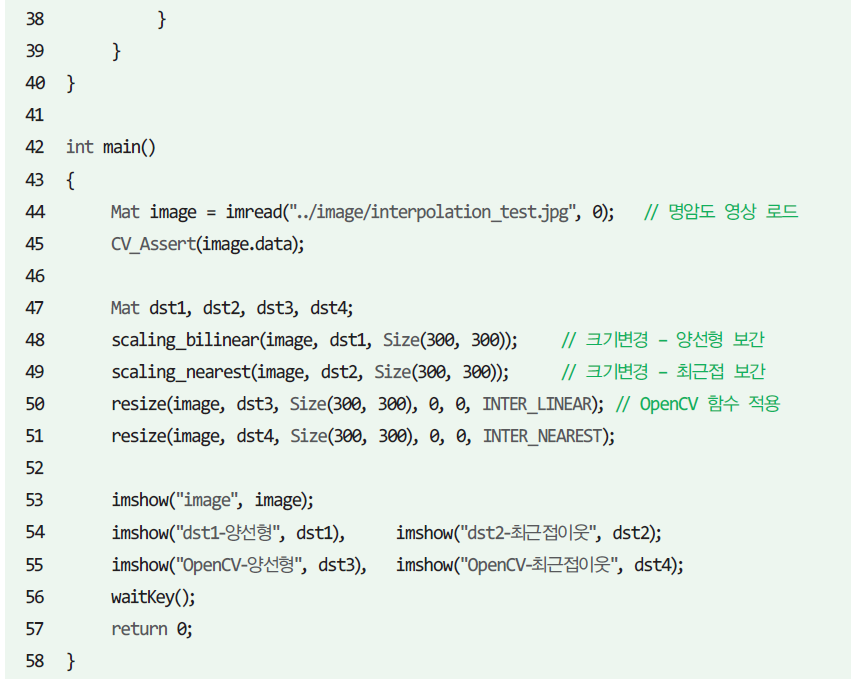 38            }
39       }
40  }
41
42  int main()
43  {
44       Mat image = imread("../image/interpolation_test.jpg", 0);   // 명암도 영상 로드
45       CV_Assert(image.data);
46
47       Mat dst1, dst2, dst3, dst4;
48       scaling_bilinear(image, dst1, Size(300, 300));     // 크기변경 - 양선형 보간
49       scaling_nearest(image, dst2, Size(300, 300));      // 크기변경 - 최근접 보간
50       resize(image, dst3, Size(300, 300), 0, 0, INTER_LINEAR); // OpenCV 함수 적용
51       resize(image, dst4, Size(300, 300), 0, 0, INTER_NEAREST);
52
53       imshow("image", image);
54       imshow("dst1-양선형", dst1),     imshow("dst2-최근접이웃", dst2);
55       imshow("OpenCV-양선형", dst3),   imshow("OpenCV-최근접이웃", dst4);
56       waitKey();
57       return 0;
58  }